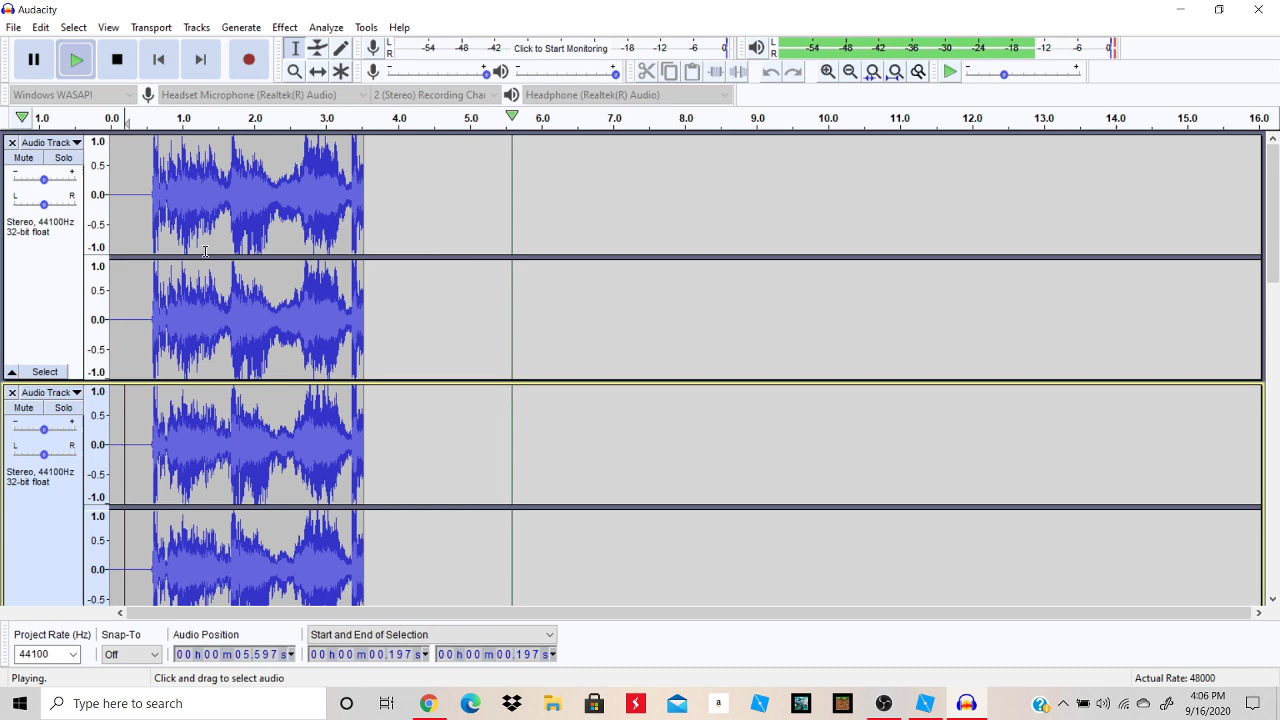 Audacity
File Edit Select View Transport Tracks Generate Effect Analyze Tools Help
L R -54 -48 -42 Click to Start Monitoring -18 -12 -6 0 L R -54 -48 -42 -36 -30 -24 -18 -12 -6 0
- + - + - +
Windows WASAPI Headset Microphone (Realtek(R) Audio) 2 (Stereo) Recording Chan Headphone (Realtek(R) Audio)
1.0 0.0 1.0 2.0 3.0 4.0 5.0 6.0 7.0 8.0 9.0 10.0 11.0 12.0 13.0 14.0 15.0 16.0
Audio Track 1.0
Mute Solo
0.5
- +
0.0
L R
Stereo, 44100Hz -0.5
32-bit float
-1.0
1.0
0.5
0.0
-0.5
Select -1.0
Audio Track 1.0
Mute Solo
0.5
- +
0.0
L R
Stereo, 44100Hz -0.5
32-bit float
-1.0
1.0
0.5
0.0
-0.5
Project Rate (Hz) Snap-To Audio Position Start and End of Selection
44100 Off 00h00m05.597s 00h00m00.197s 00h00m00.197s
Playing. Click and drag to select audio Actual Rate: 48000
Type here to search 4:06 PM
9/16/2020